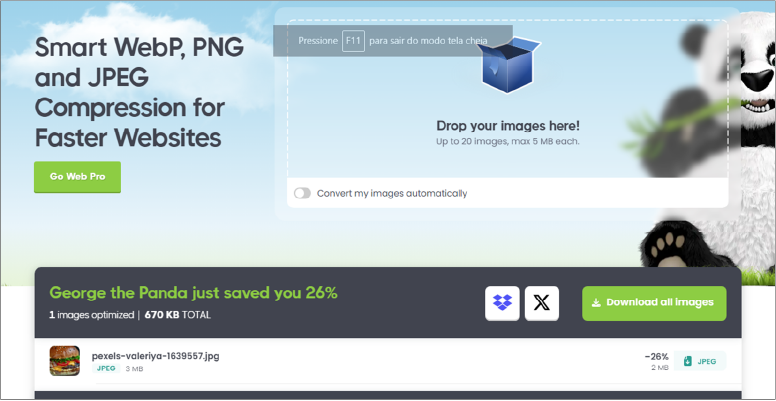 Smart WebP, PNG
and JPEG
Compression for
Faster Websites
Go Web Pro
Pressione F11 para sair do modo tela cheia
Drop your images here!
Up to 20 images, max 5 MB each.
Convert my images automatically
George the Panda just saved you 26%
1 images optimized | 670 KB TOTAL
Download all images
pexels-valeriya-1639557.jpg
JPEG 3 MB
-26%
2 MB
JPEG